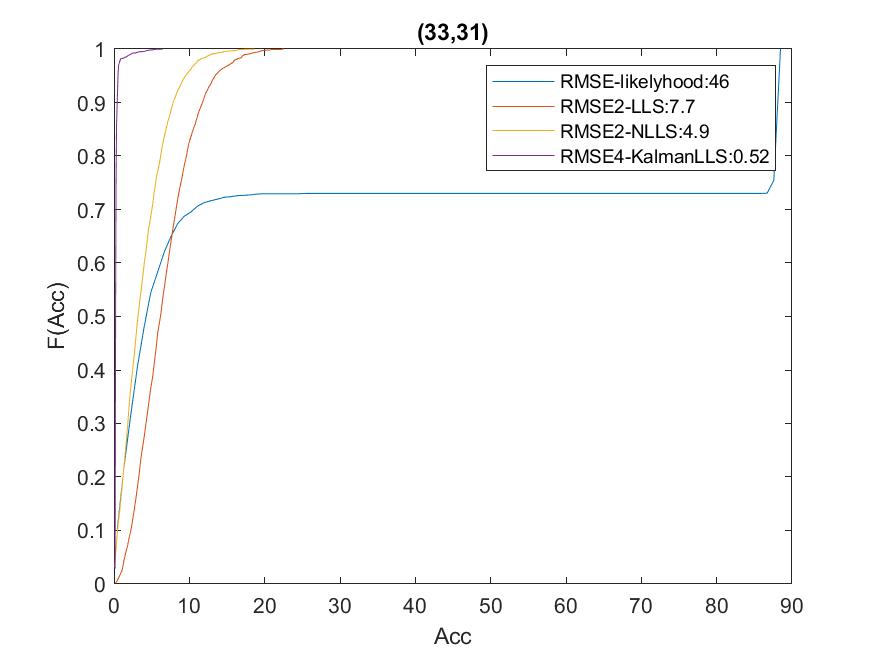 (33,31)
RMSE-likelyhood:46
RMSE2-LLS:7.7
RMSE2-NLLS:4.9
RMSE4-KalmanLLS:0.52
F(Acc)
1
0.9
0.8
0.7
0.6
0.5
0.4
0.3
0.2
0.1
0
0 10 20 30 40 50 60 70 80 90
Acc